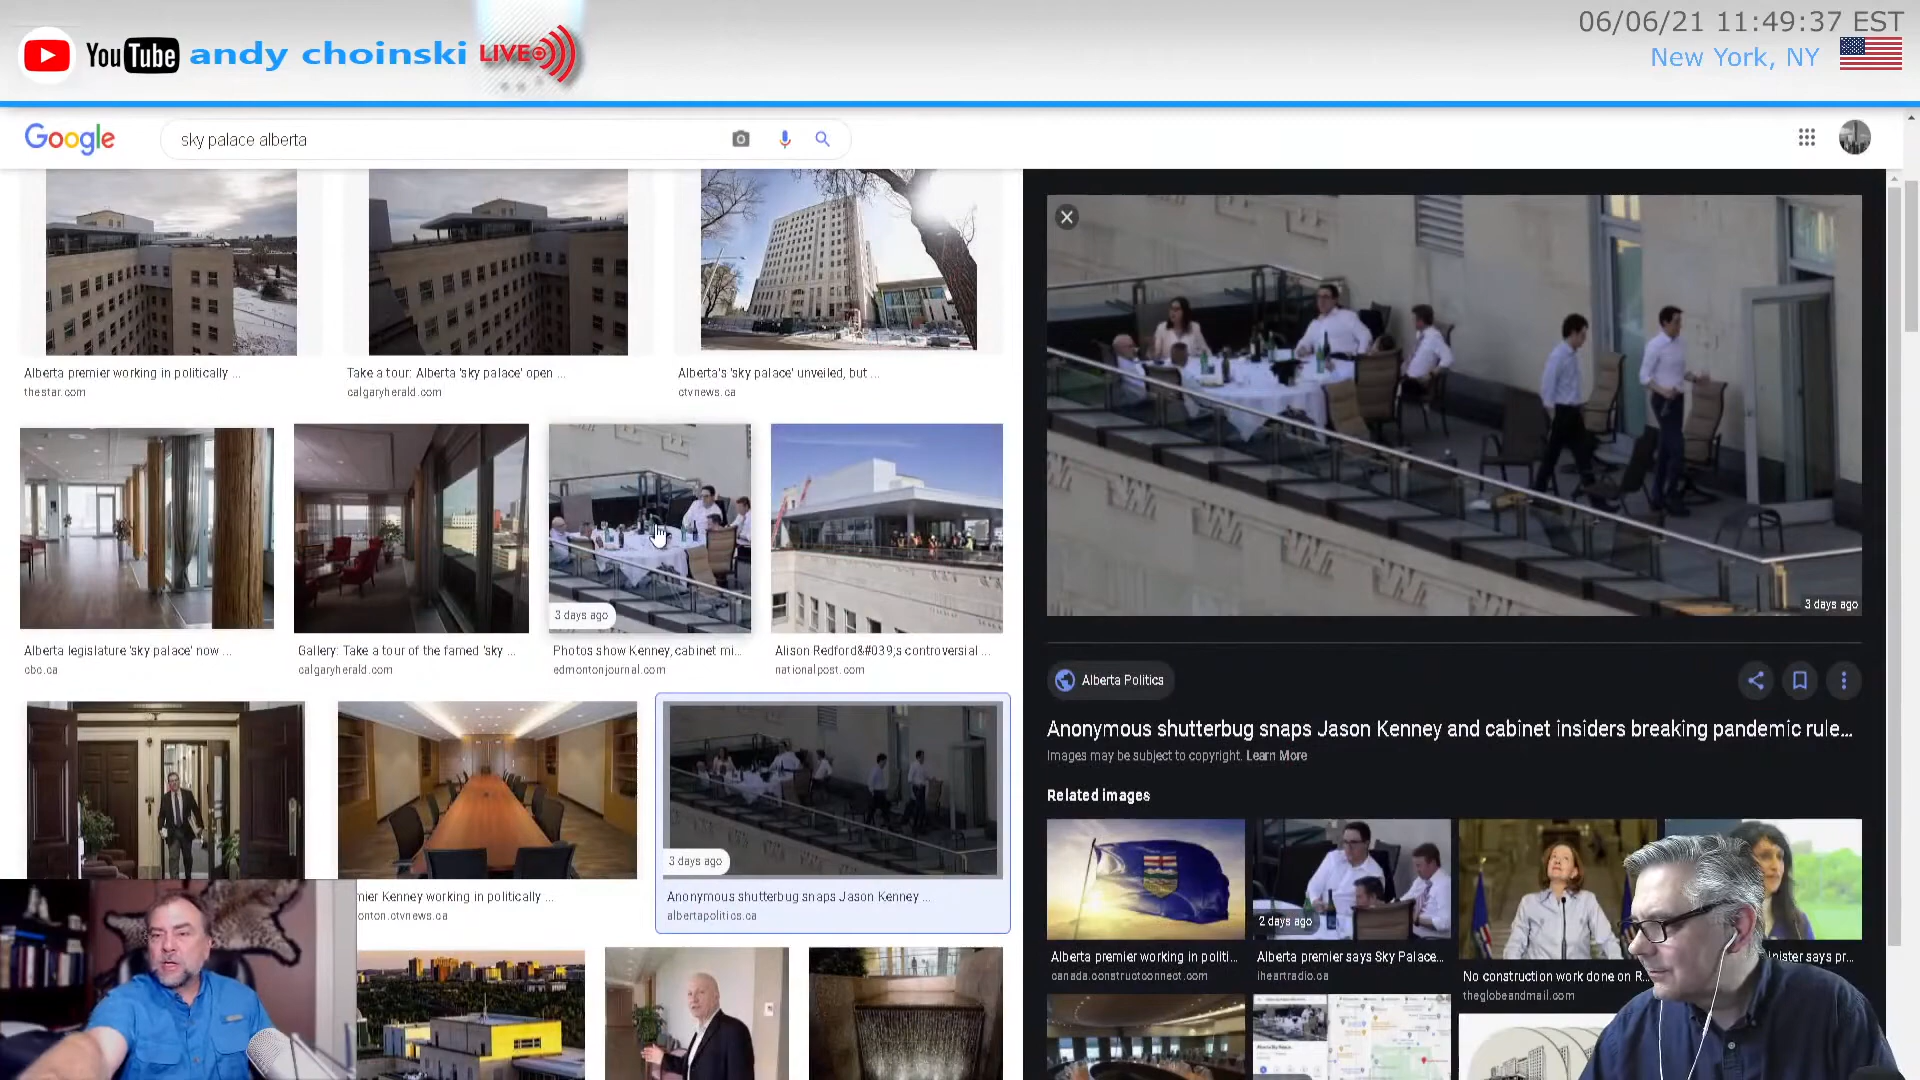 06/06/21 11:49:37 EST
YouTube andy choinski LIVE
New York, NY
Google
sky palace alberta
Alberta premier working in politically ...
thestar.com
Take a tour: Alberta 'sky palace' open ...
calgaryherald.com
Alberta's 'sky palace' unveiled, but ...
ctvnews.ca
3 days ago
3 days ago
Alberta legislature 'sky palace' now ...
cbc.ca
Gallery: Take a tour of the famed 'sky ...
calgaryherald.com
Photos show Kenney, cabinet mi...
edmontonjournal.com
Alison Redford&#039;s controversial ...
nationalpost.com
Alberta Politics
Anonymous shutterbug snaps Jason Kenney and cabinet insiders breaking pandemic rule...
Images may be subject to copyright. Learn More
Related images
3 days ago
mier Kenney working in politically ...
onton.ctvnews.ca
Anonymous shutterbug snaps Jason Kenney ...
albertapolitics.ca
2 days ago
Alberta premier working in politi...
canada.constructconnect.com
Alberta premier says Sky Palace...
iheartradio.ca
No construction work done on R...
theglobeandmail.com
inister says pr...